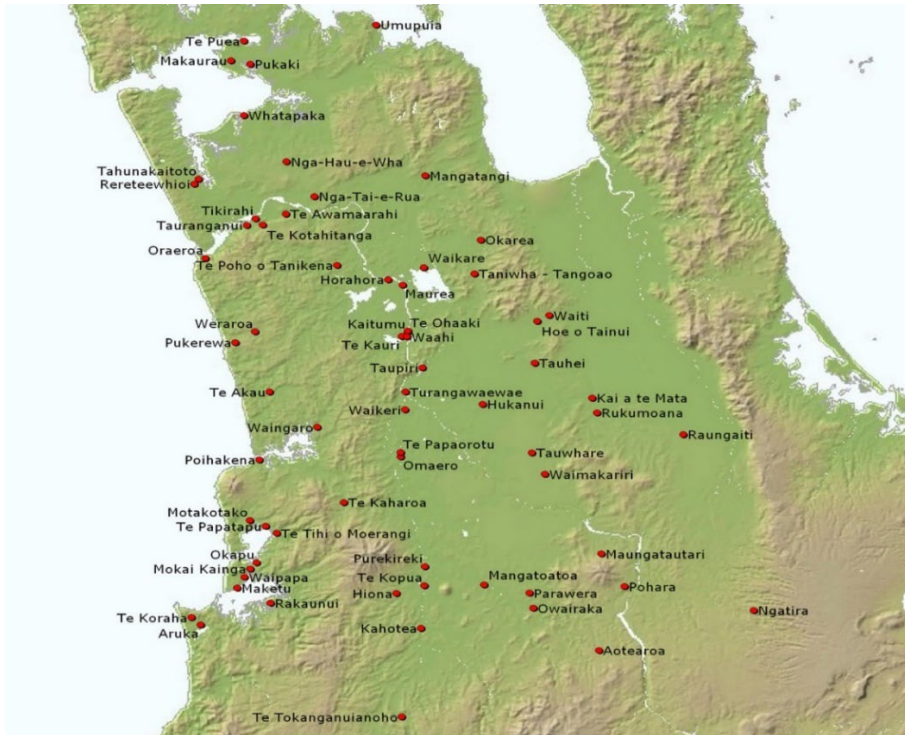 Umupuia
Te Puea
Makaurau
Pukaki
Whatapaka
Nga-Hau-e-Wha
Tahunakaitoto
Rereteewhioi
Mangatangi
Nga-Tai-e-Rua
Tikirahi
Te Awamaarahi
Tauranganui
Te Kotahitanga
Okarea
Oraeroa
Te Poho o Tanikena
Waikare
Taniwha - Tangoao
Horahora
Maurea
Waiti
Hoe o Tainui
Weraroa
Kaitumu
Te Ohaaki
Pukerewa
Te Kauri
Waahi
Taupiri
Tauhei
Te Akau
Turangawaewae
Kai a te Mata
Waikeri
Hukanui
Rukumoana
Waingaro
Raungaiti
Te Papaorotu
Poihakena
Omaero
Tauwhare
Waimakariri
Te Kaharoa
Motakotako
Te Papatapu
Te Tihi o Moerangi
Okapu
Purekireki
Maungatautari
Mokai Kainga
Waipapa
Te Kopua
Mangatoatoa
Maketu
Hiona
Parawera
Pohara
Rakaunui
Owairaka
Ngatira
Te Koraha
Aruka
Kahotea
Aotearoa
Te Tokanganuianoho